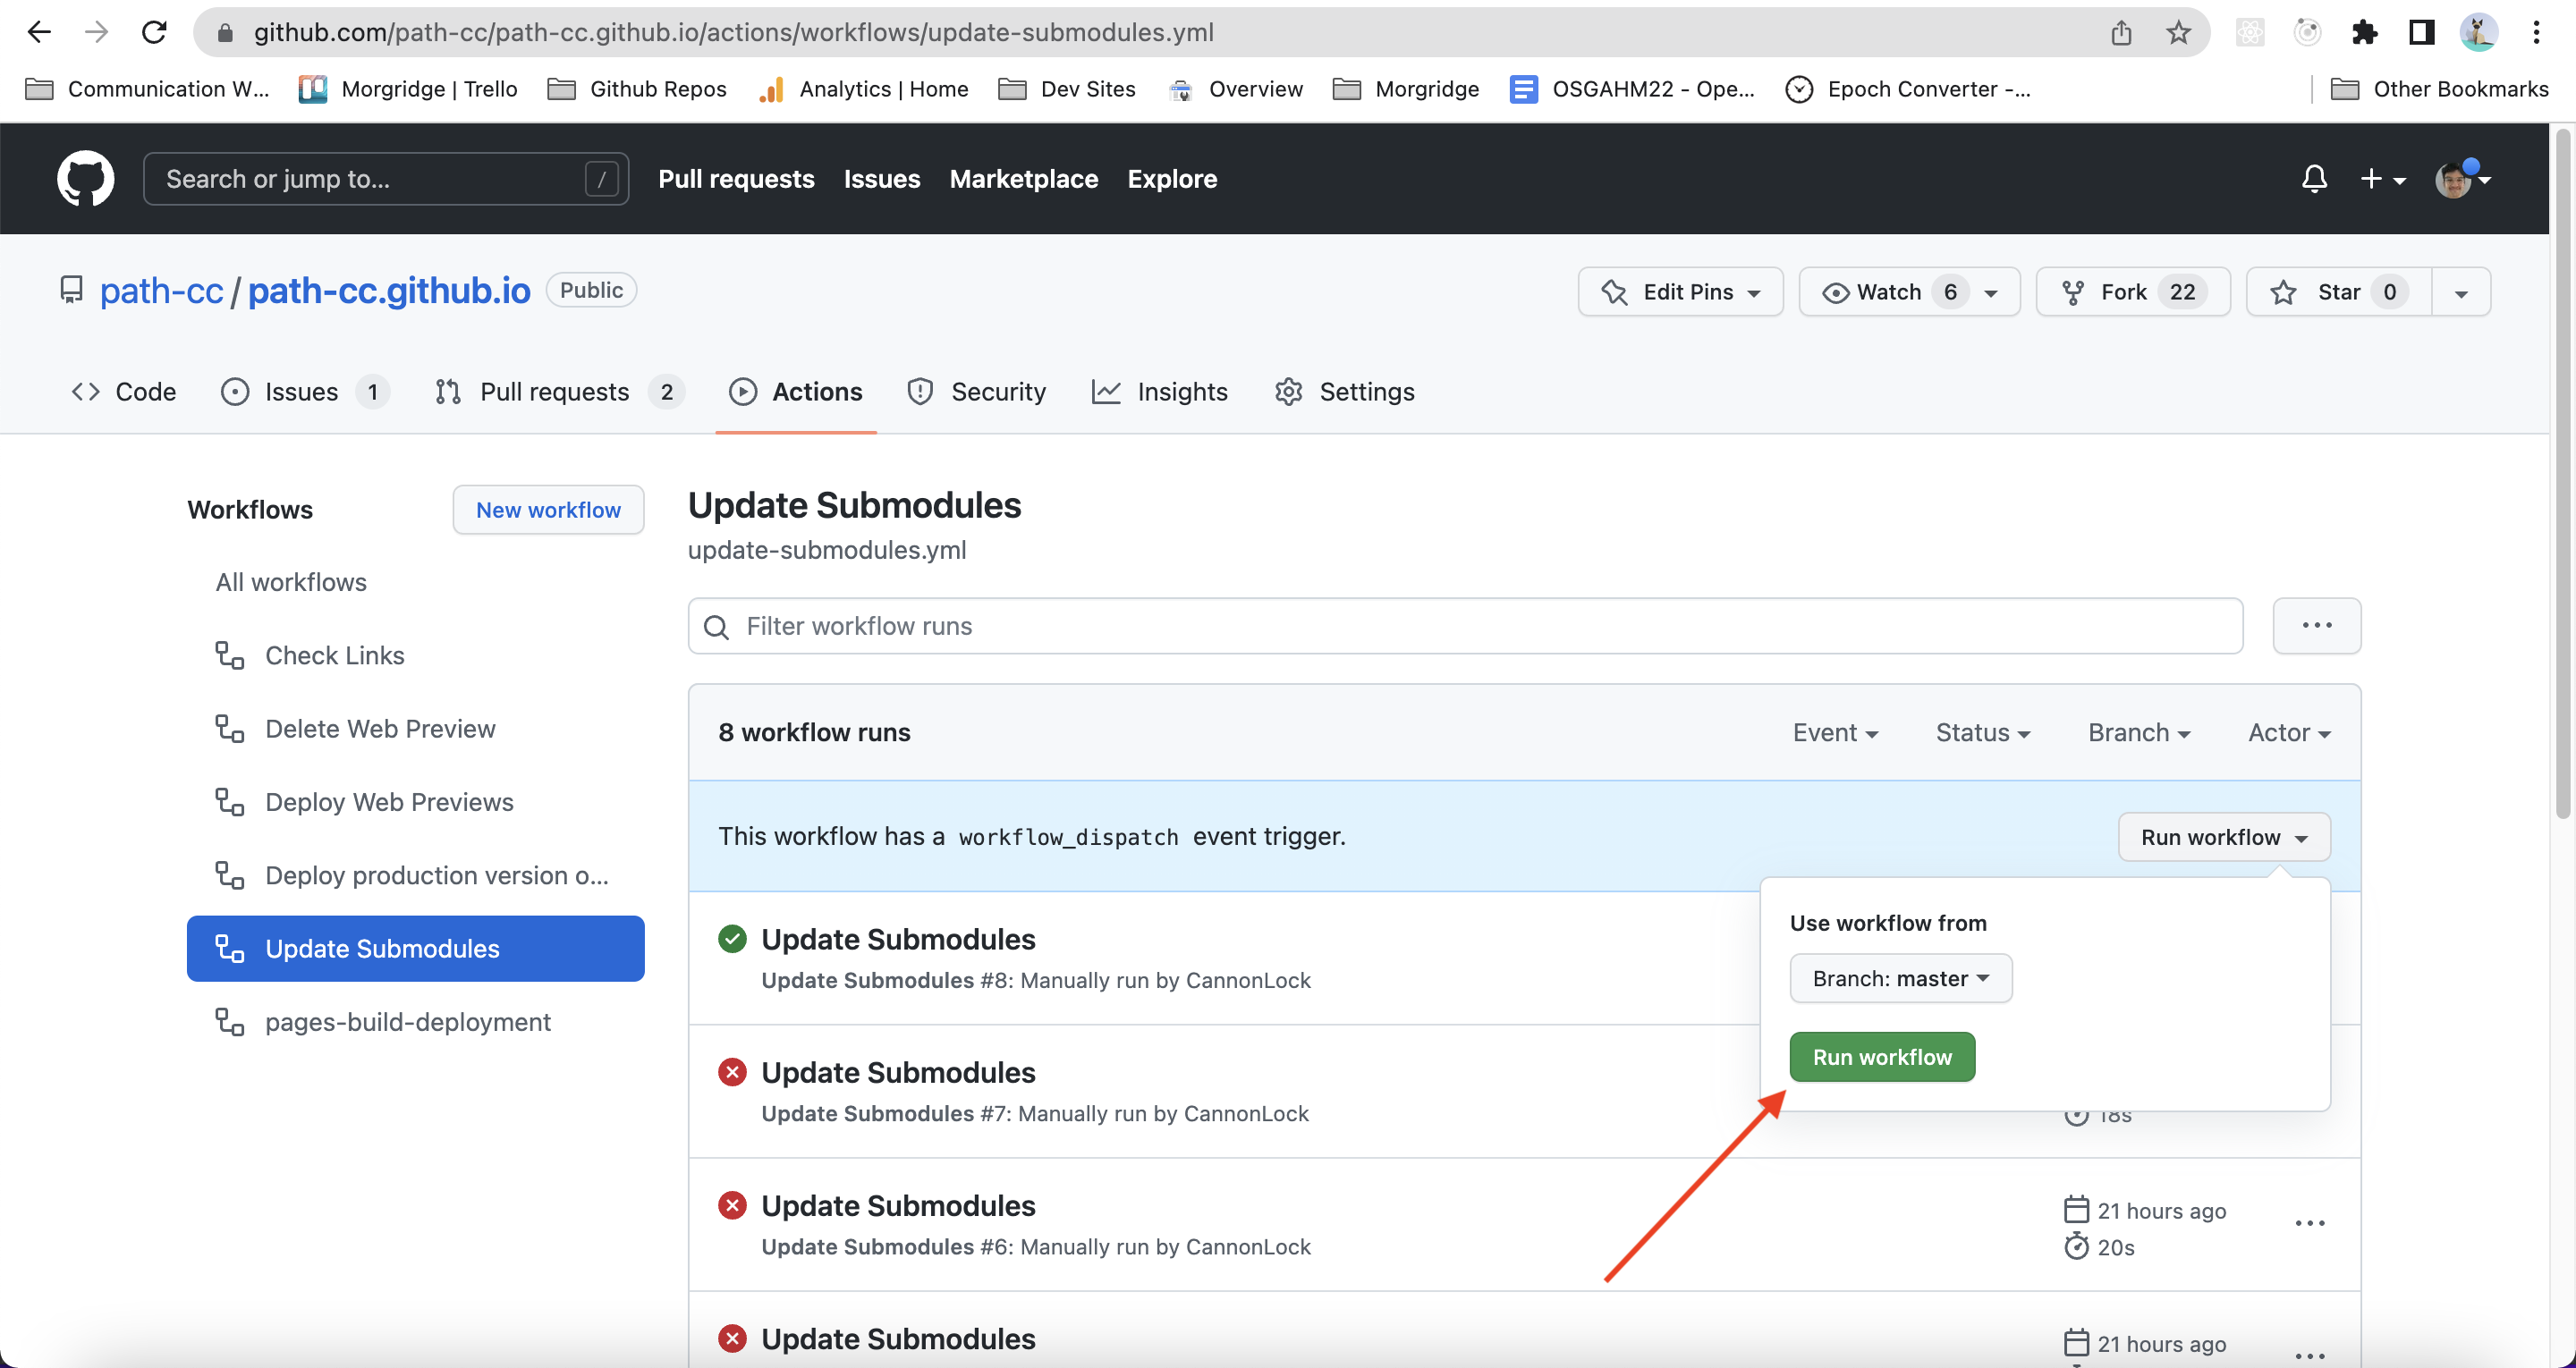 github.com/path-cc/path-cc.github.io/actions/workflows/update-submodules.yml
Communication W...
Morgridge | Trello
Github Repos
Analytics | Home
Dev Sites
Overview
Morgridge
OSGAHM22 - Ope...
Epoch Converter -...
Other Bookmarks
Search or jump to...
/
Pull requests
Issues
Marketplace
Explore
path-cc / path-cc.github.io
Public
Edit Pins
Watch 6
Fork 22
Star 0
Code
Issues 1
Pull requests 2
Actions
Security
Insights
Settings
Workflows
New workflow
All workflows
Check Links
Delete Web Preview
Deploy Web Previews
Deploy production version o...
Update Submodules
pages-build-deployment
Update Submodules
update-submodules.yml
Filter workflow runs
8 workflow runs
Event
Status
Branch
Actor
This workflow has a workflow_dispatch event trigger.
Run workflow
Use workflow from
Branch: master
Run workflow
Update Submodules
Update Submodules #8: Manually run by CannonLock
Update Submodules
Update Submodules #7: Manually run by CannonLock
18s
Update Submodules
Update Submodules #6: Manually run by CannonLock
21 hours ago
20s
Update Submodules
21 hours ago